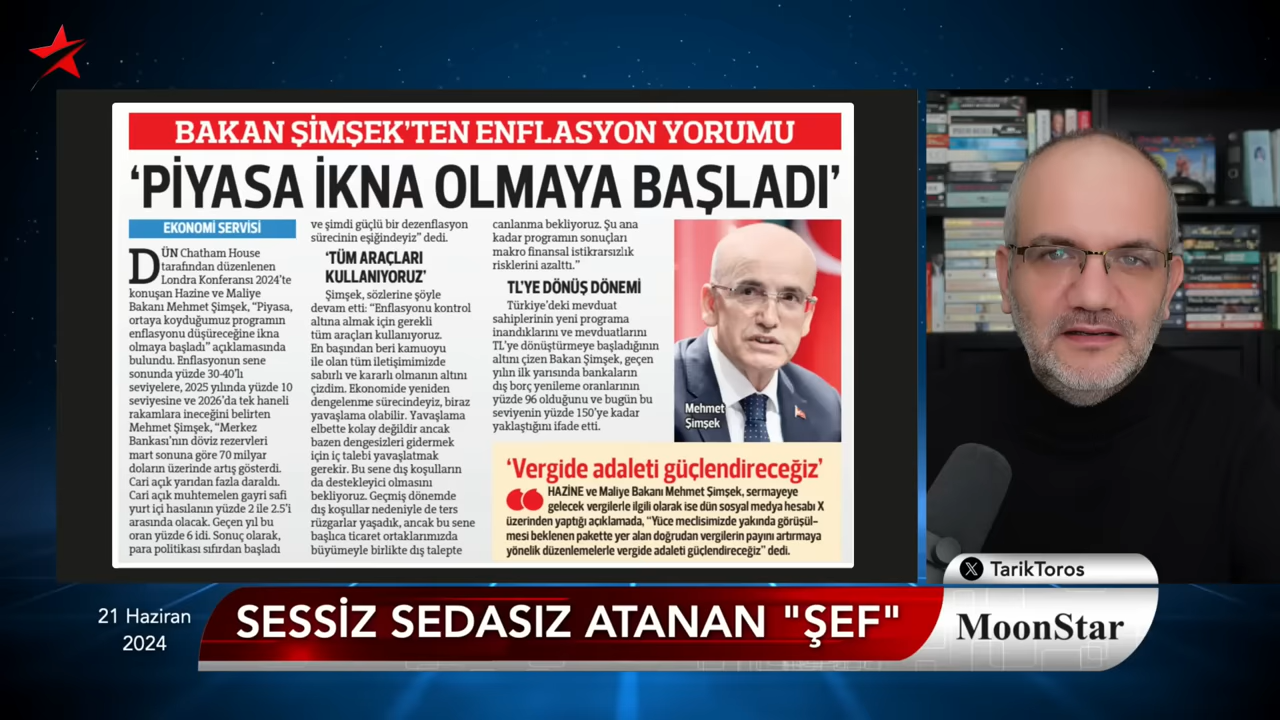 BAKAN ŞİMŞEK'TEN ENFLASYON YORUMU
'PİYASA İKNA OLMAYA BAŞLADI'
EKONOMİ SERVİSİ
DÜN Chatham House
tarafından düzenlenen
Londra Konferansı 2024'te
konuşan Hazine ve Maliye
Bakanı Mehmet Şimşek, "Piyasa,
ortaya koyduğumuz programın
enflasyonu düşüreceğine ikna
olmaya başladı" açıklamasında
bulundu. Enflasyonun sene
sonunda yüzde 30-40'lı
seviyelere, 2025 yılında yüzde 10
seviyesine ve 2026'da tek haneli
rakamlara ineceğini belirten
Mehmet Şimşek, "Merkez
Bankası'nın döviz rezervleri
mart sonuna göre 70 milyar
doların üzerinde artış gösterdi.
Cari açık yarıdan fazla daraldı.
Cari açık muhtemelen gayri safi
yurt içi hasılanın yüzde 2 ile 2.5'i
arasında olacak. Geçen yıl bu
oran yüzde 6 idi. Sonuç olarak,
para politikası sıfırdan başladı
ve şimdi güçlü bir dezenflasyon
sürecinin eşiğindeyiz" dedi.
'TÜM ARAÇLARI
KULLANIYORUZ'
Şimşek, sözlerine şöyle
devam etti: "Enflasyonu kontrol
altına almak için gerekli
tüm araçları kullanıyoruz.
En başından beri kamuoyu
ile olan tüm iletişimimizde
sabırlı ve kararlı olmanın altını
çizdim. Ekonomide yeniden
dengelenme sürecindeyiz, biraz
yavaşlama olabilir. Yavaşlama
elbette kolay değildir ancak
bazen dengesizleri gidermek
için iç talebi yavaşlatmak
gerekir. Bu sene dış koşulların
da destekleyici olmasını
bekliyoruz. Geçmiş dönemde
dış koşullar nedeniyle de ters
rüzgarlar yaşadık, ancak bu sene
başlıca ticaret ortaklarımızda
büyümeyle birlikte dış talepte
canlanma bekliyoruz. Şu ana
kadar programın sonuçları
makro finansal istikrarsızlık
risklerini azalttı."
TL'YE DÖNÜŞ DÖNEMİ
Türkiye'deki mevduat
sahiplerinin yeni programa
inandıklarını ve mevduatlarını
TL'ye dönüştürmeye başladığının
altını çizen Bakan Şimşek, geçen
yılın ilk yarısında bankaların
dış borç yenileme oranlarının
yüzde 96 olduğunu ve bugün bu
seviyenin yüzde 150'ye kadar
yaklaştığını ifade etti.
Mehmet
Şimşek
'Vergide adaleti güçlendireceğiz'
HAZİNE ve Maliye Bakanı Mehmet Şimşek, sermayeye
gelecek vergilerle ilgili olarak ise dün sosyal medya hesabı X
üzerinden yaptığı açıklamada, "Yüce meclisimizde yakında görüşül-
mesi beklenen pakette yer alan doğrudan vergilerin payını artırmaya
yönelik düzenlemelerle vergide adaleti güçlendireceğiz" dedi.
X TarikToros
21 Haziran
2024
SESSİZ SEDASIZ ATANAN "ŞEF"
MoonStar